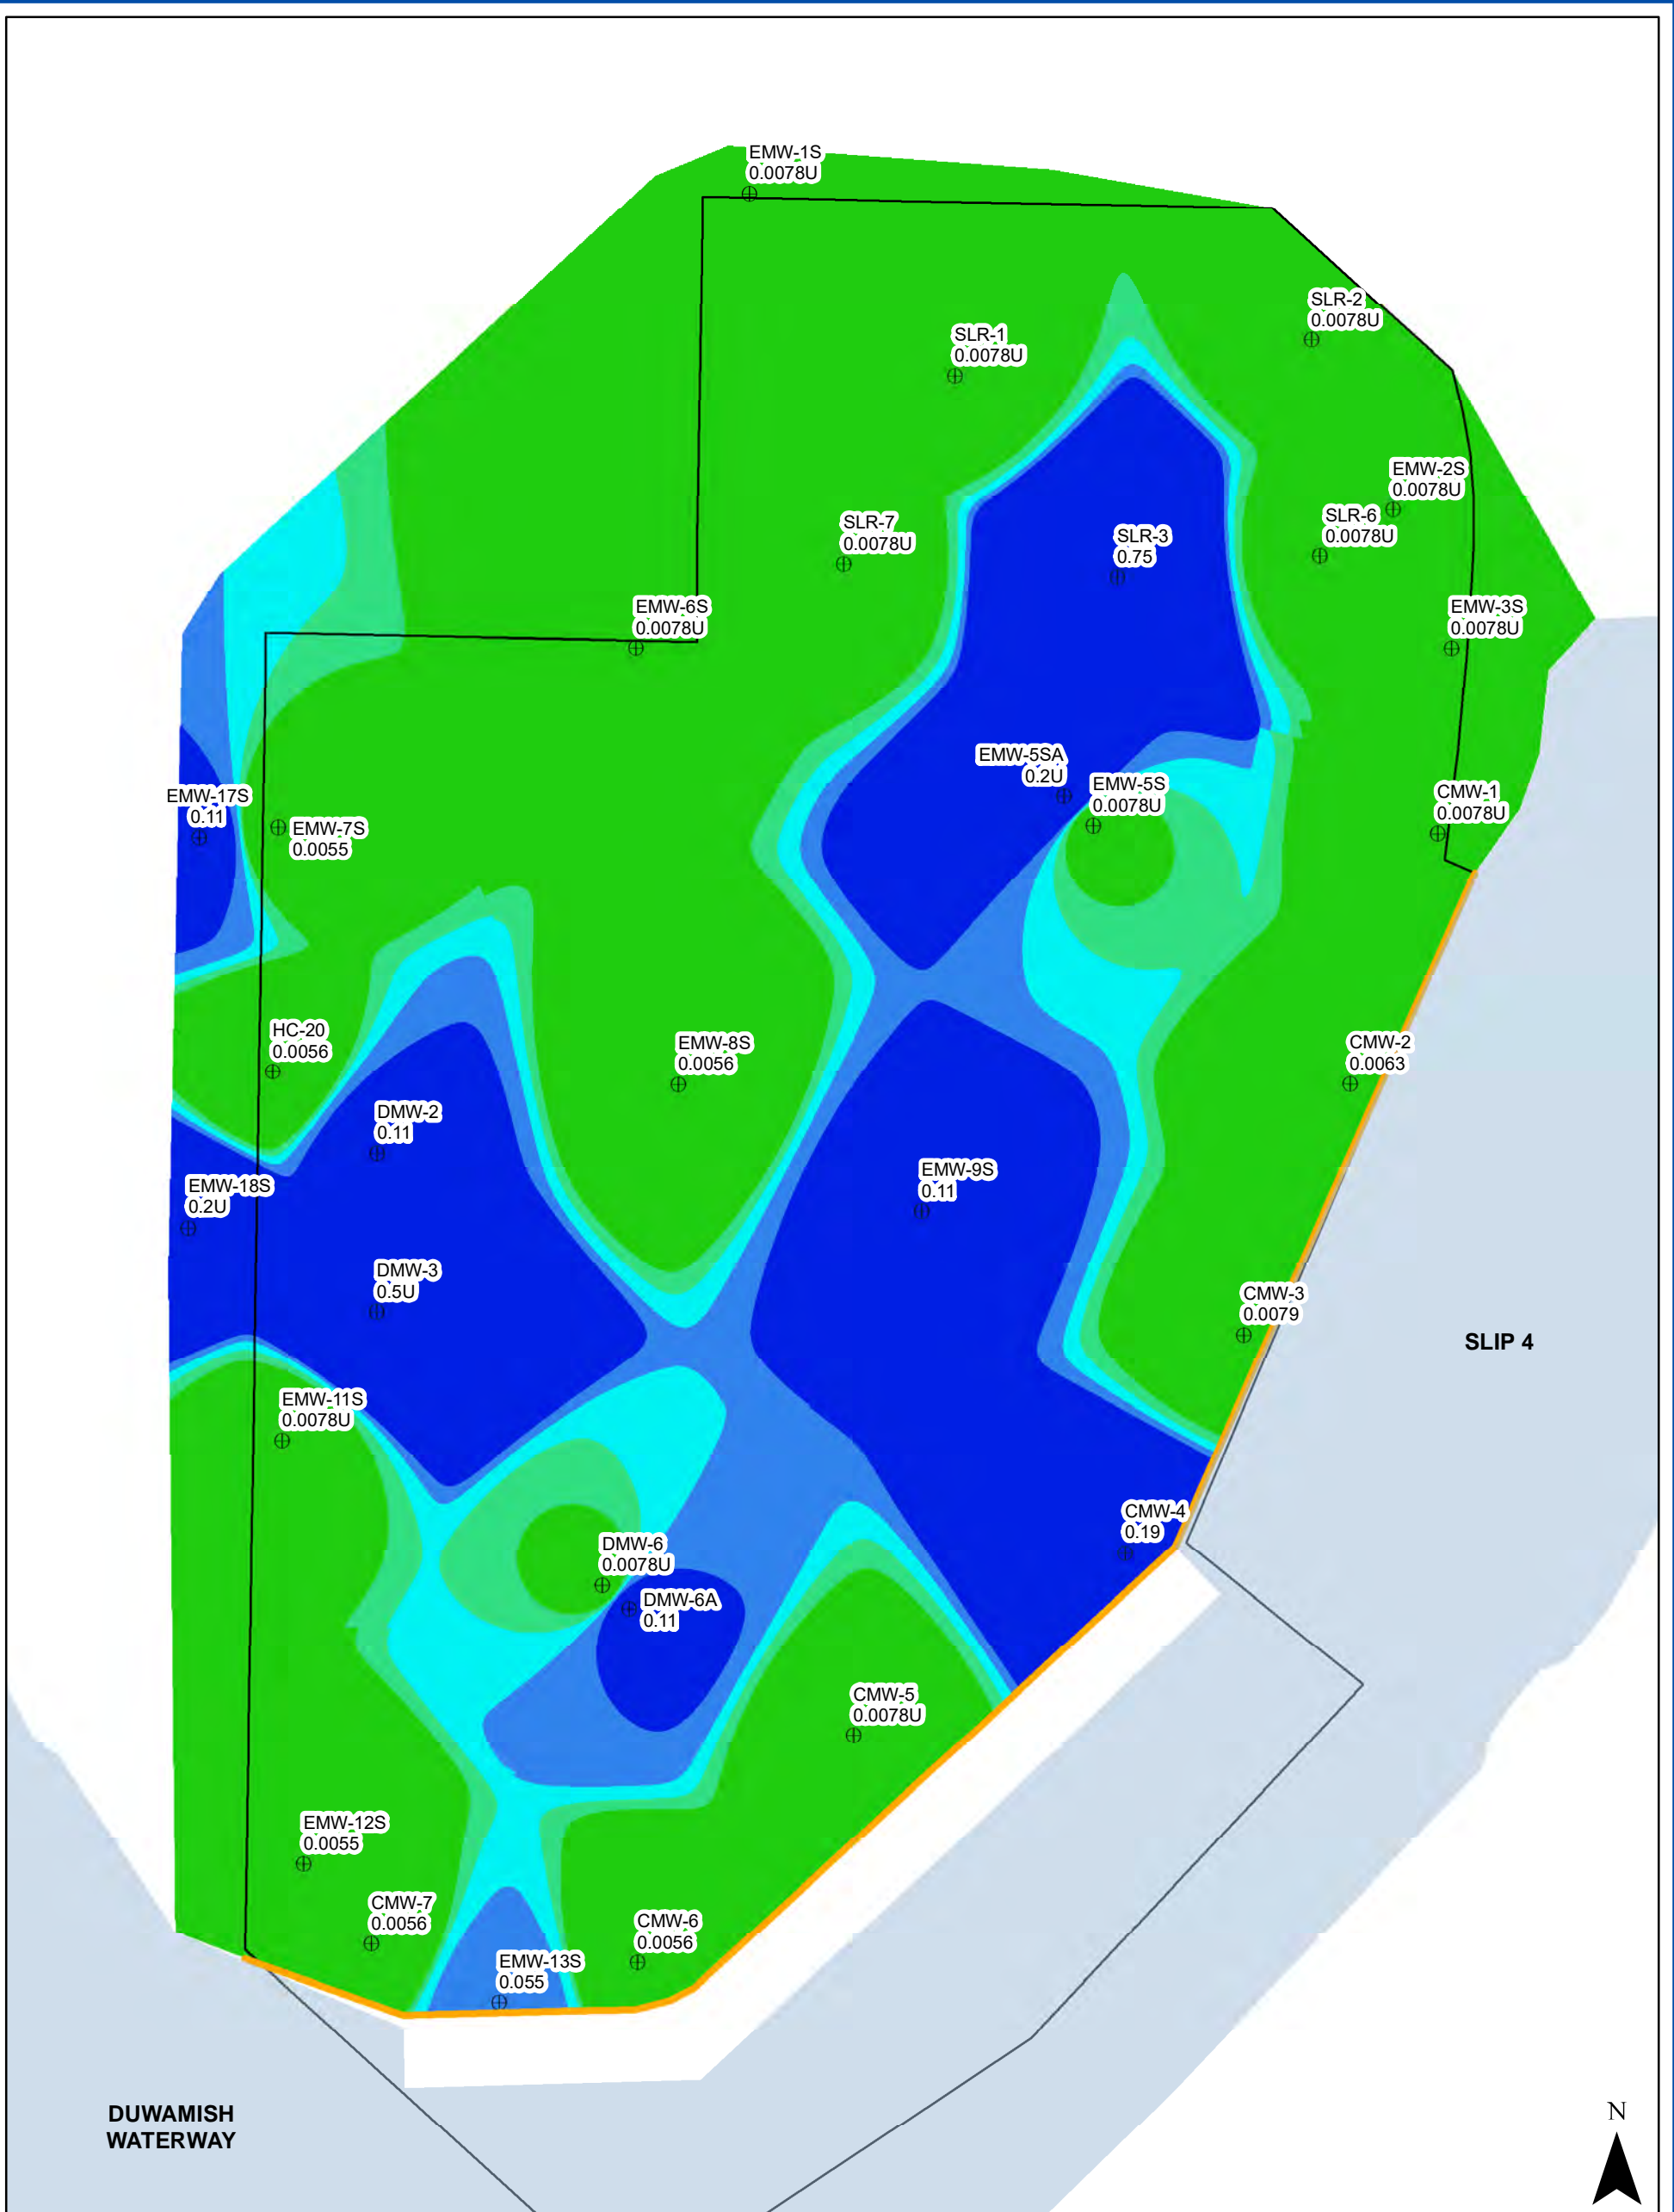 EMW-1S
0.0078U
SLR-2
0.0078U
SLR-1
0.0078U
EMW-2S
0.0078U
SLR-6
0.0078U
SLR-7
0.0078U
SLR-3
0.75
EMW-6S
0.0078U
EMW-3S
0.0078U
EMW-5SA
0.2U
EMW-5S
0.0078U
CMW-1
0.0078U
EMW-17S
0.11
EMW-7S
0.0055
HC-20
0.0056
EMW-8S
0.0056
CMW-2
0.0063
DMW-2
0.11
EMW-18S
0.2U
EMW-9S
0.11
DMW-3
0.5U
CMW-3
0.0079
SLIP 4
EMW-11S
0.0078U
CMW-4
0.19
DMW-6
0.0078U
DMW-6A
0.11
CMW-5
0.0078U
EMW-12S
0.0055
CMW-7
0.0056
CMW-6
0.0056
EMW-13S
0.055
DUWAMISH
WATERWAY
N